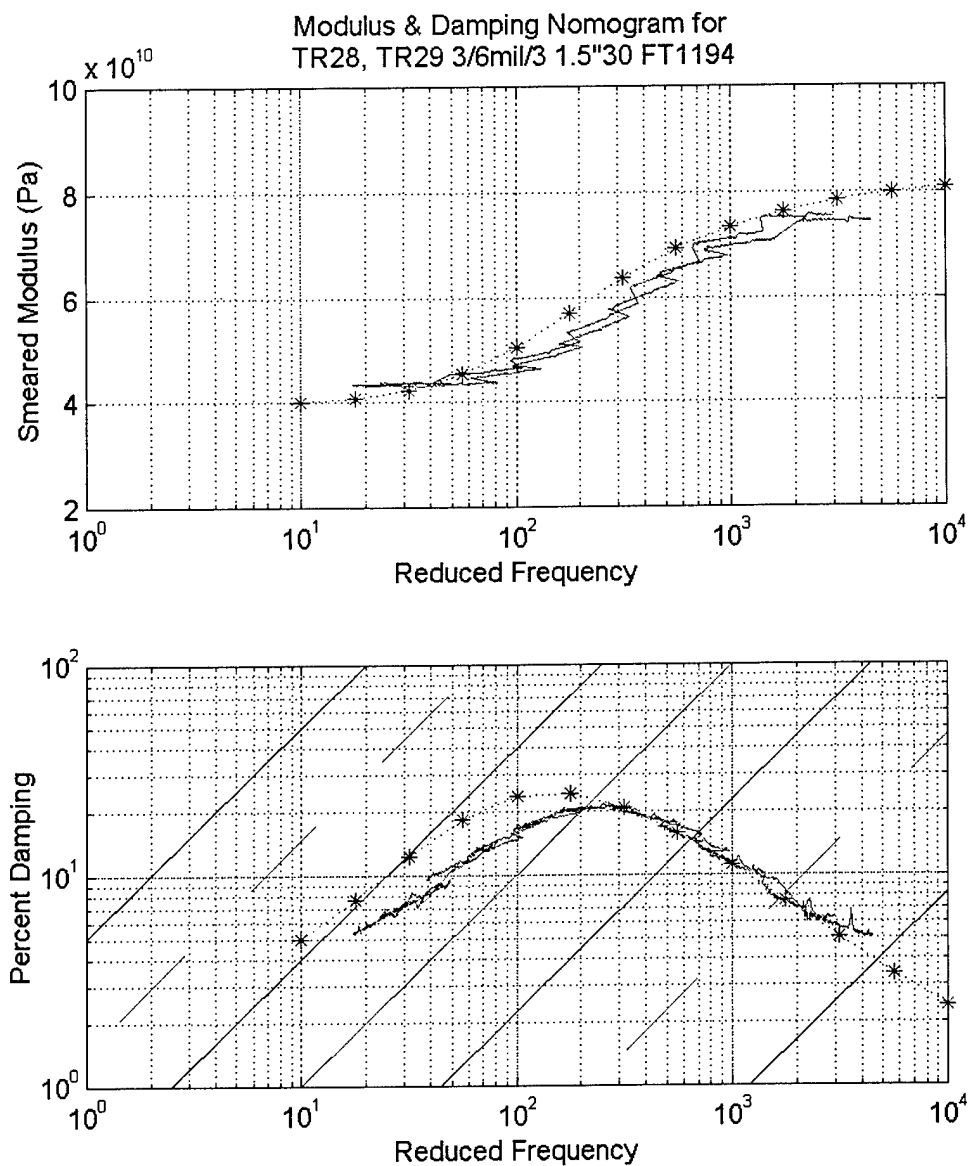 Modulus & Damping Nomogram for
TR28, TR29 3/6mil/3 1.5"30 FT1194
x 10^10
10
8
6
4
2
Smeared Modulus (Pa)
10^0 10^1 10^2 10^3 10^4
Reduced Frequency
10^2
10^1
10^0
Percent Damping
10^0 10^1 10^2 10^3 10^4
Reduced Frequency